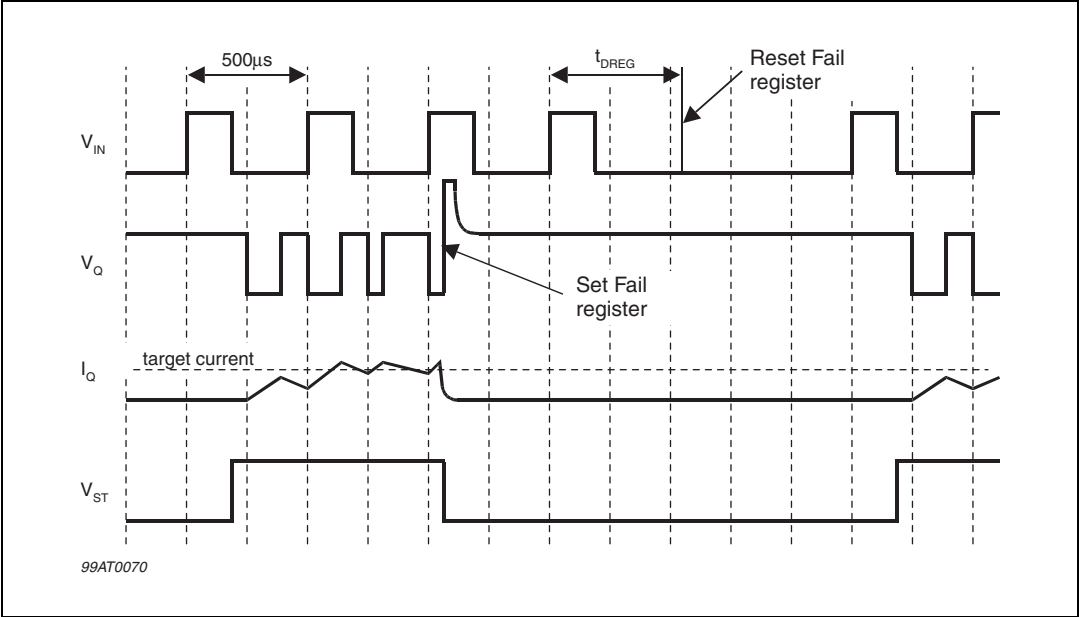 500µs
tDREG
Reset Fail
register
VIN
VQ
Set Fail
register
target current
IQ
VST
99AT0070